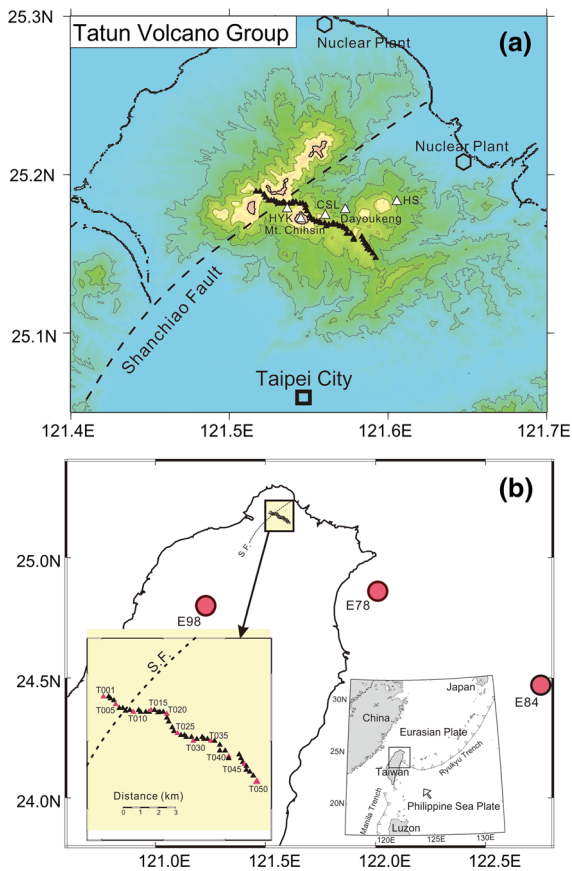 25.3N
Tatun Volcano Group
(a)
Nuclear Plant
Nuclear Plant
25.2N
CSL
HS
HYK
Dayoukeng
Mt. Chihsin
Shanchiao Fault
25.1N
Taipei City
121.4E
121.5E
121.6E
121.7E
(b)
S.F.
25.0N
E98
E78
E84
24.5N
24.0N
S.F.
T001
T005
T010
T015
T020
T025
T030
T035
T040
T045
T050
Distance (km)
0 1 2 3
30N
25N
20N
Japan
China
Eurasian Plate
Ryukyu Trench
Taiwan
Philippine Sea Plate
Manila Trench
Luzon
120E
125E
130E
121.0E
121.5E
122.0E
122.5E